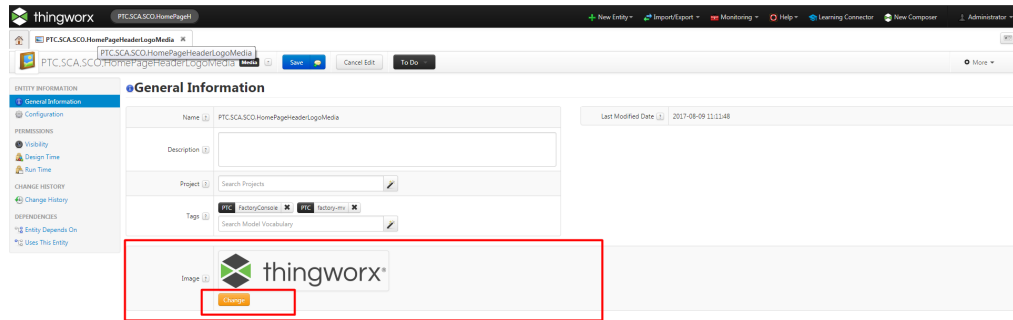 thingworx PTC.SCA.SCO.HomePageH New Entity Import/Export Monitoring Help Learning Connector New Composer Administrator
PTC.SCA.SCO.HomePageHeaderLogoMedia
PTC.SCA.SCO.HomePageHeaderLogoMedia
PTC.SCA.SCO.HomePageHeaderLogoMedia Media Save Cancel Edit To Do More
ENTITY INFORMATION
General Information
Configuration
PERMISSIONS
Visibility
Design Time
Run Time
CHANGE HISTORY
Change History
DEPENDENCIES
Entity Depends On
Uses This Entity
General Information
Name PTC.SCA.SCO.HomePageHeaderLogoMedia
Last Modified Date 2017-08-09 11:11:48
Description
Project Search Projects
Tags PTC FactoryConsole PTC factory-mv
Search Model Vocabulary
Image thingworx®
Change